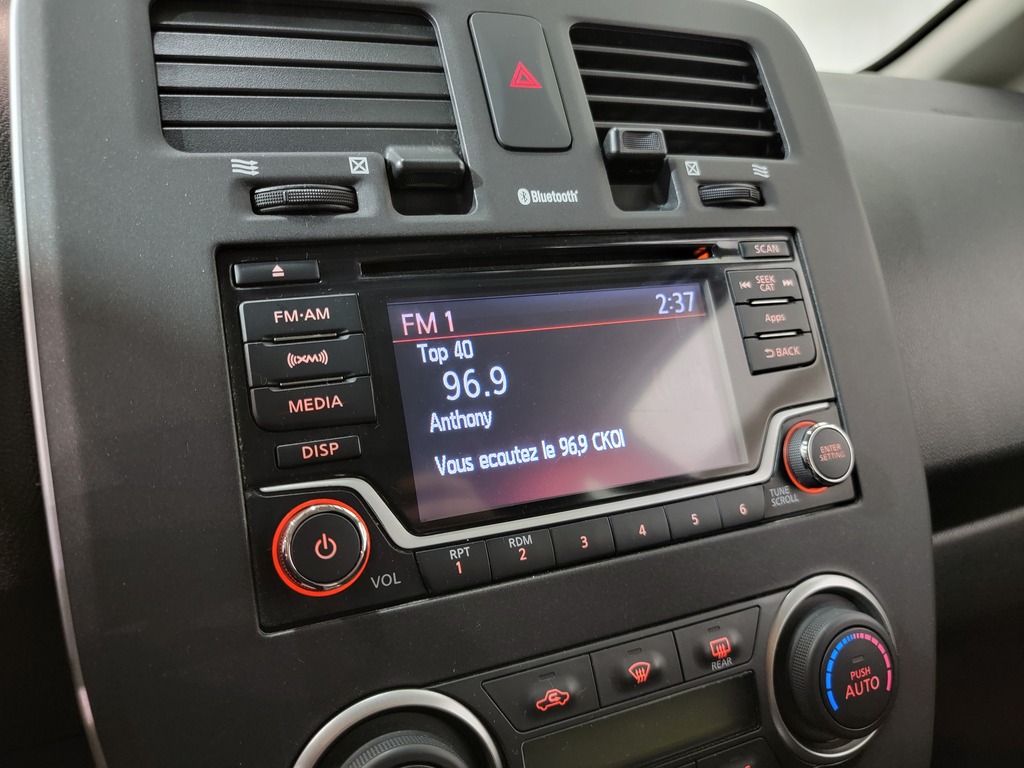 Bluetooth
SCAN
FM·AM
SEEK
CAT
XM
Apps
MEDIA
BACK
DISP
FM 1 2:37
Top 40
96.9
Anthony
Vous ecoutez le 96,9 CKOI
ENTER
SETTING
TUNE
SCROLL
VOL
RPT
1
RDM
2
3
4
5
6
REAR
PUSH
AUTO